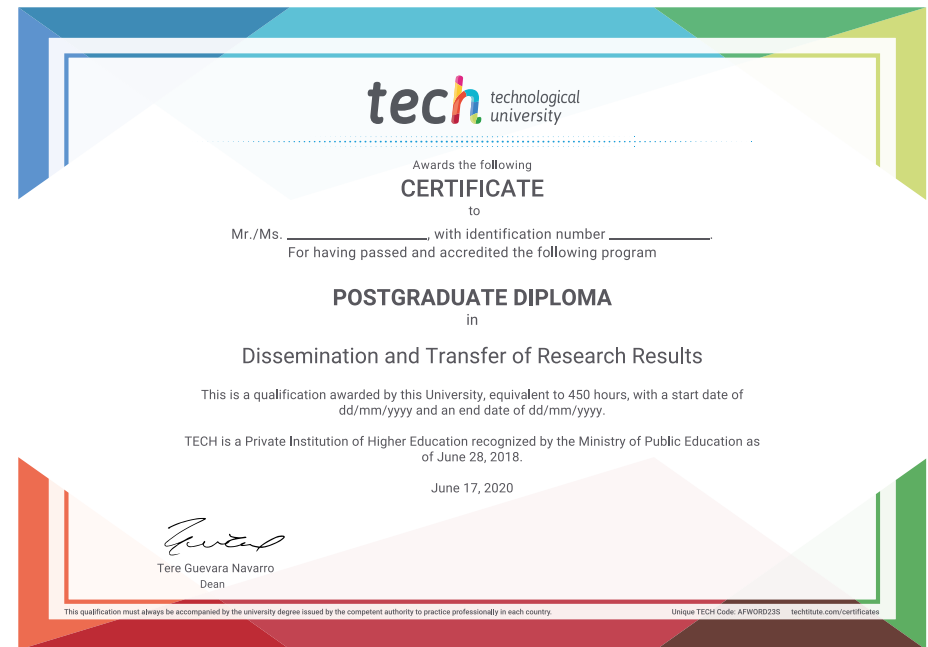 tech technological
university
Awards the following
CERTIFICATE
to
Mr./Ms. ____________________, with identification number ______________.
For having passed and accredited the following program
POSTGRADUATE DIPLOMA
in
Dissemination and Transfer of Research Results
This is a qualification awarded by this University, equivalent to 450 hours, with a start date of
dd/mm/yyyy and an end date of dd/mm/yyyy.
TECH is a Private Institution of Higher Education recognized by the Ministry of Public Education as
of June 28, 2018.
June 17, 2020
Tere Guevara Navarro
Dean
This qualification must always be accompanied by the university degree issued by the competent authority to practice professionally in each country.
Unique TECH Code: AFWORD23S techtitute.com/certificates